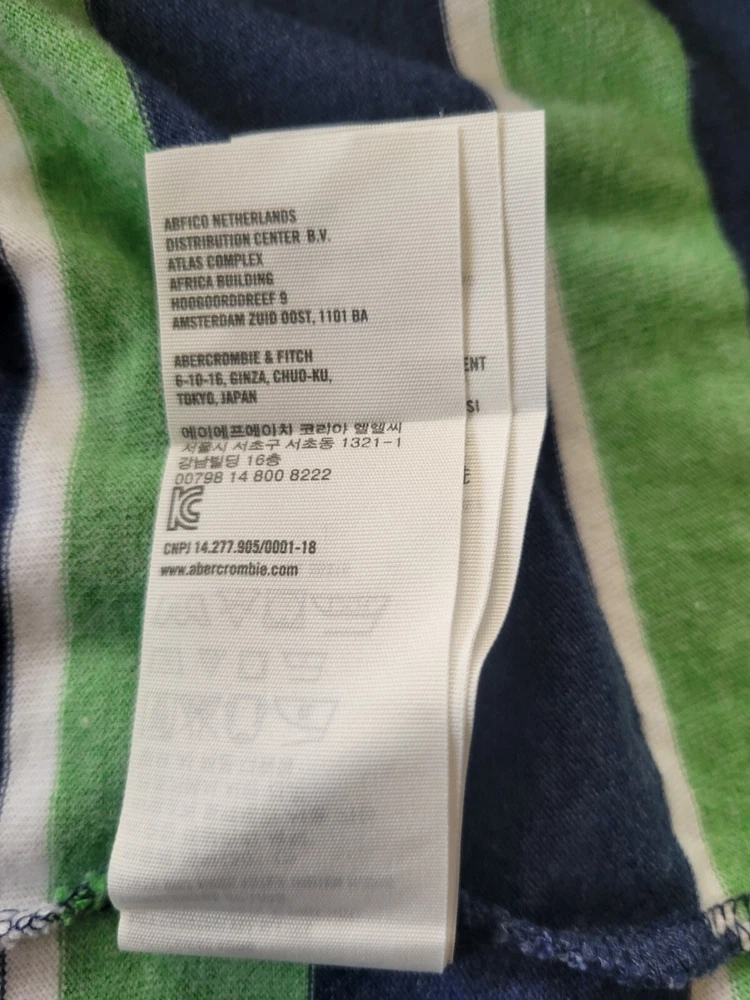 ABFICO NETHERLANDS
DISTRIBUTION CENTER B.V.
ATLAS COMPLEX
AFRICA BUILDING
HOOGOORDDREEF 9
AMSTERDAM ZUID OOST, 1101 BA
ABERCROMBIE & FITCH
6-10-16, GINZA, CHUO-KU,
TOKYO, JAPAN
에이에프에이치 코리아 엘엘씨
서울시 서초구 서초동 1321-1
강남빌딩 16층
00798 14 800 8222
KC
CNPJ 14.277.905/0001-18
www.abercrombie.com
ENT
SI